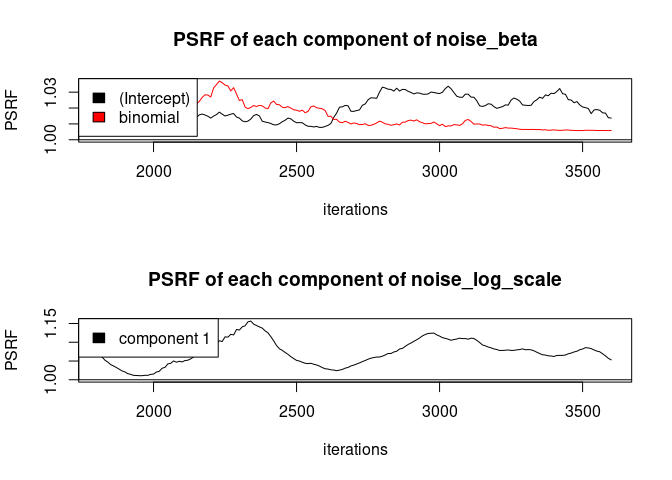 PSRF of each component of noise_beta
PSRF
1.00
1.03
(Intercept)
binomial
2000
2500
3000
3500
iterations
PSRF of each component of noise_log_scale
PSRF
1.00
1.15
component 1
2000
2500
3000
3500
iterations